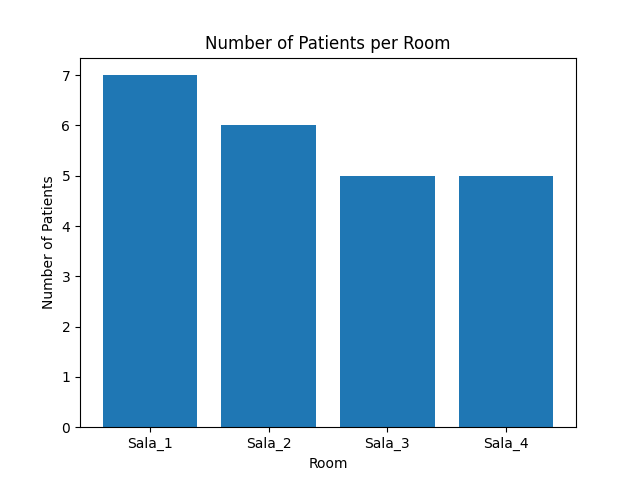 Number of Patients per Room
Number of Patients
7
6
5
4
3
2
1
0
Sala_1 Sala_2 Sala_3 Sala_4
Room